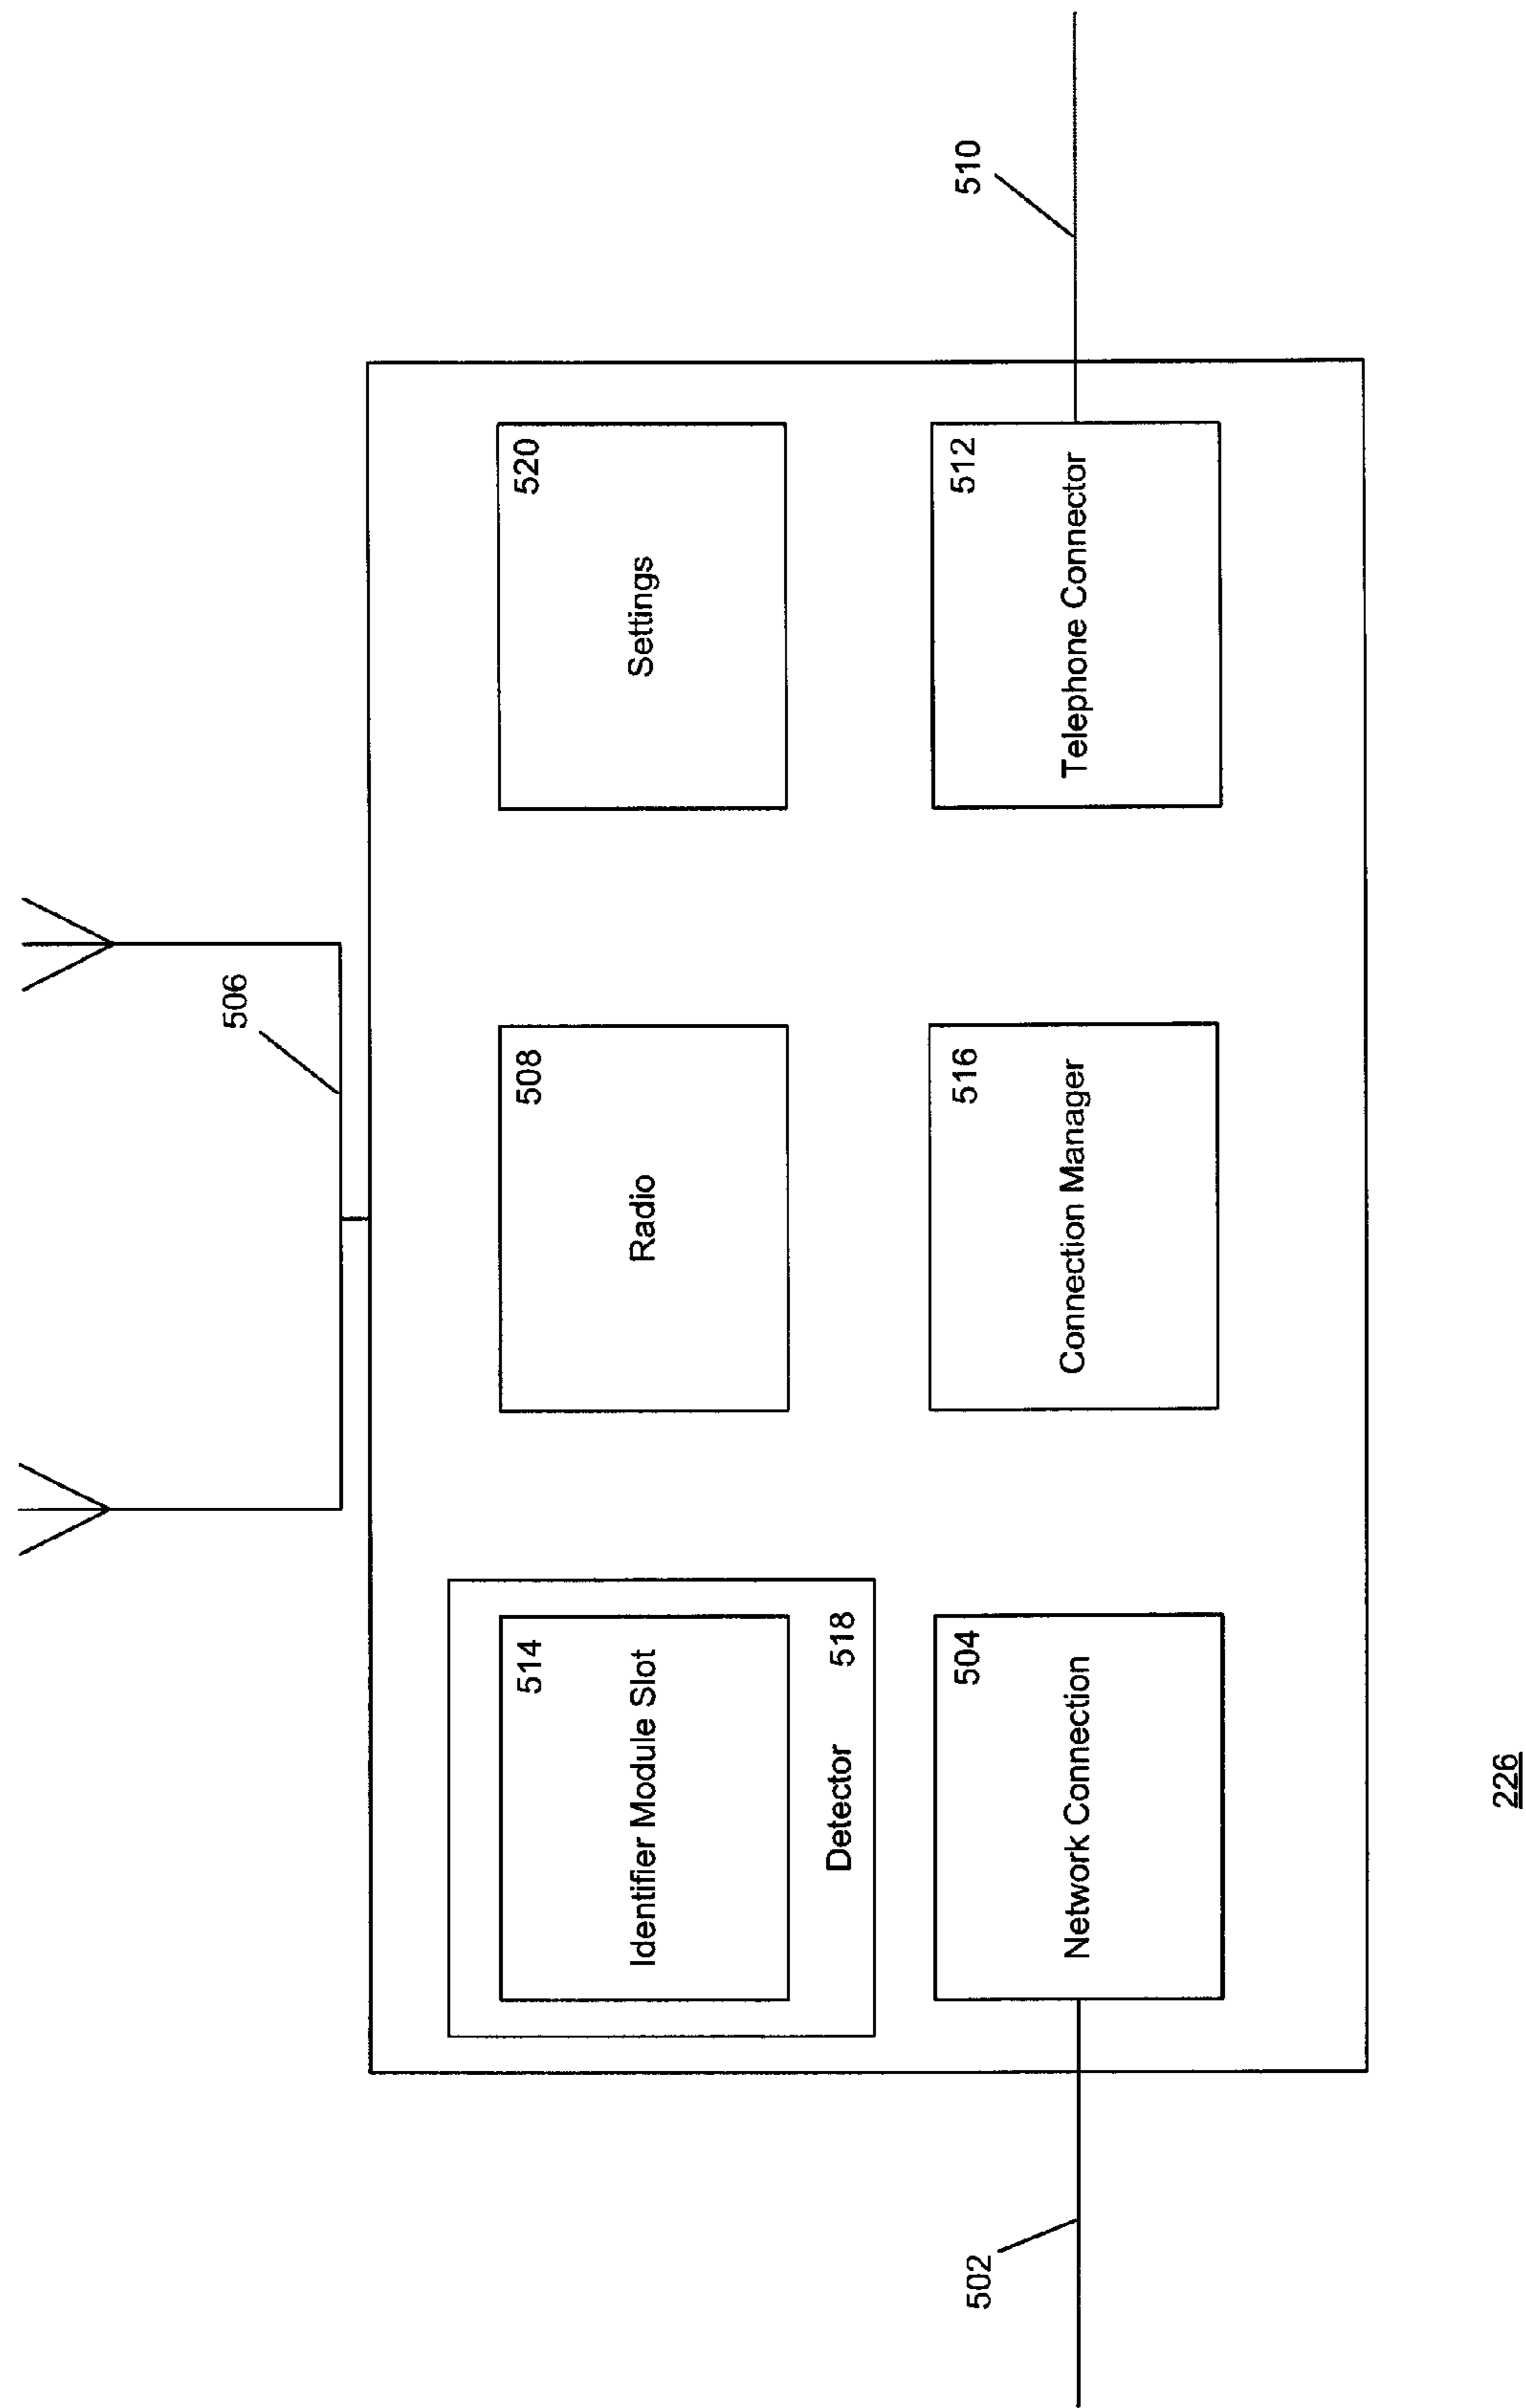 506
510
514
Identifier Module Slot
Detector 518
508
Radio
520
Settings
504
Network Connection
516
Connection Manager
512
Telephone Connector
502
226